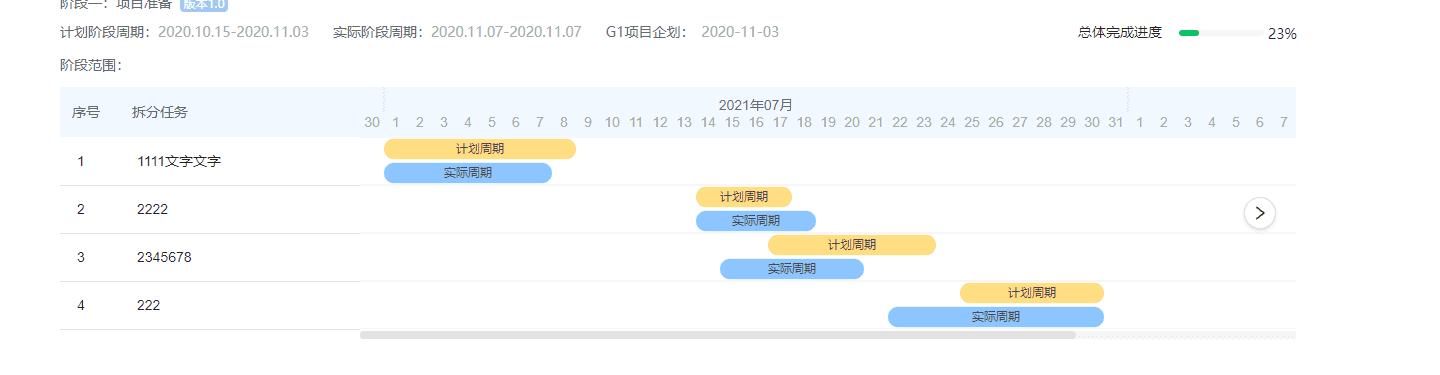 阶段一：项目准备 版本1.0
计划阶段周期：2020.10.15-2020.11.03 实际阶段周期：2020.11.07-2020.11.07 G1项目企划： 2020-11-03 总体完成进度 23%
阶段范围：
序号 拆分任务 2021年07月
30 1 2 3 4 5 6 7 8 9 10 11 12 13 14 15 16 17 18 19 20 21 22 23 24 25 26 27 28 29 30 31 1 2 3 4 5 6 7
计划周期
1 1111文字文字
实际周期
计划周期
2 2222
实际周期
计划周期
3 2345678
实际周期
计划周期
4 222
实际周期